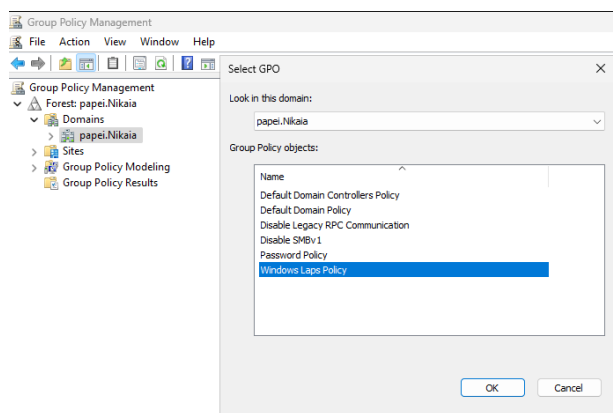 Group Policy Management
File Action View Window Help
Group Policy Management
Forest: papei.Nikaia
Domains
papei.Nikaia
Sites
Group Policy Modeling
Group Policy Results
Select GPO
Look in this domain:
papei.Nikaia
Group Policy objects:
Name
Default Domain Controllers Policy
Default Domain Policy
Disable Legacy RPC Communication
Disable SMBv1
Password Policy
Windows Laps Policy
OK Cancel